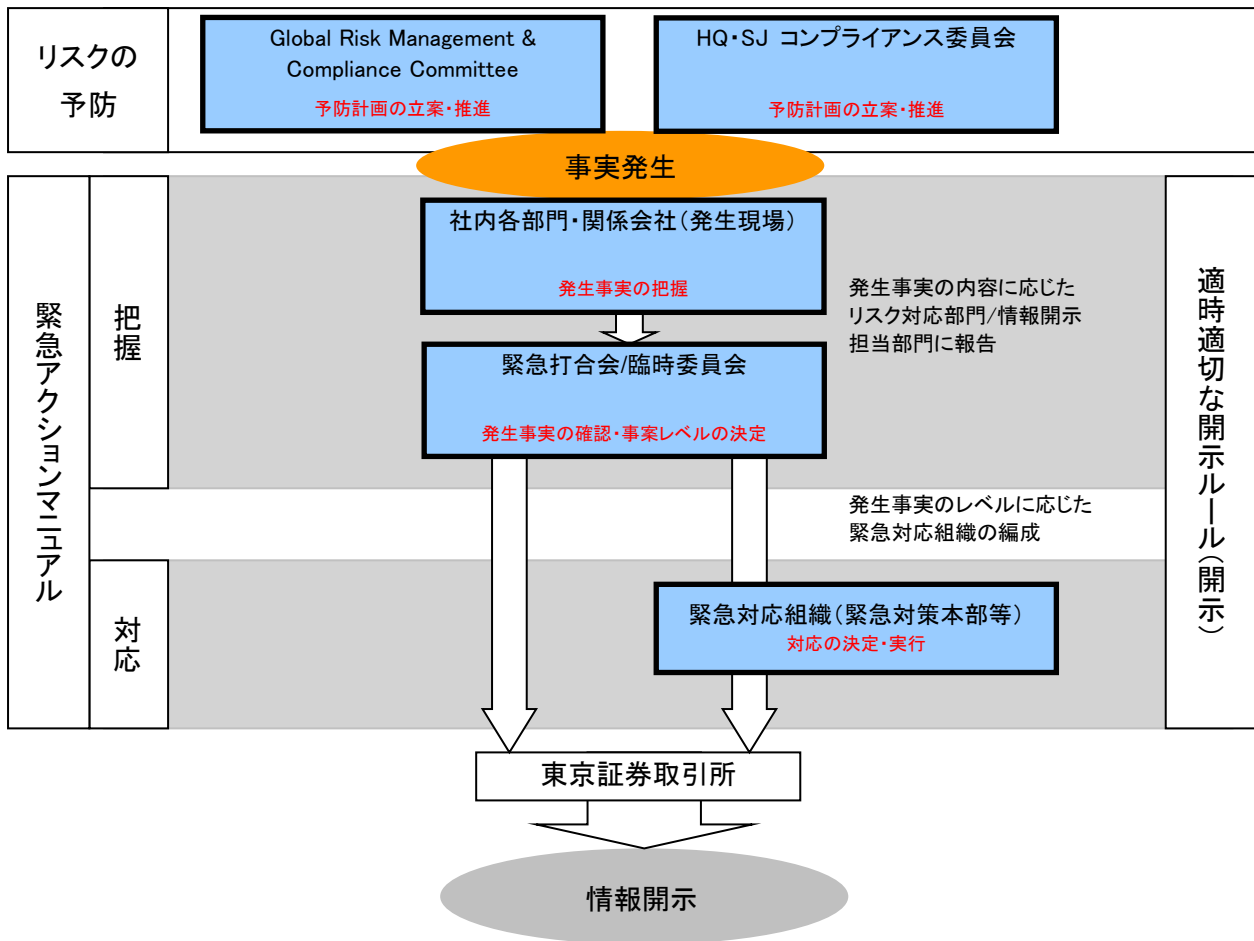 リスクの
予防
Global Risk Management &
Compliance Committee
予防計画の立案・推進
HQ・SJ コンプライアンス委員会
予防計画の立案・推進
事実発生
緊急アクションマニュアル
把握
社内各部門・関係会社(発生現場)
発生事実の把握
発生事実の内容に応じた
リスク対応部門/情報開示
担当部門に報告
緊急打合会/臨時委員会
発生事実の確認・事案レベルの決定
発生事実のレベルに応じた
緊急対応組織の編成
対応
緊急対応組織(緊急対策本部等)
対応の決定・実行
適時適切な開示ルール(開示)
東京証券取引所
情報開示